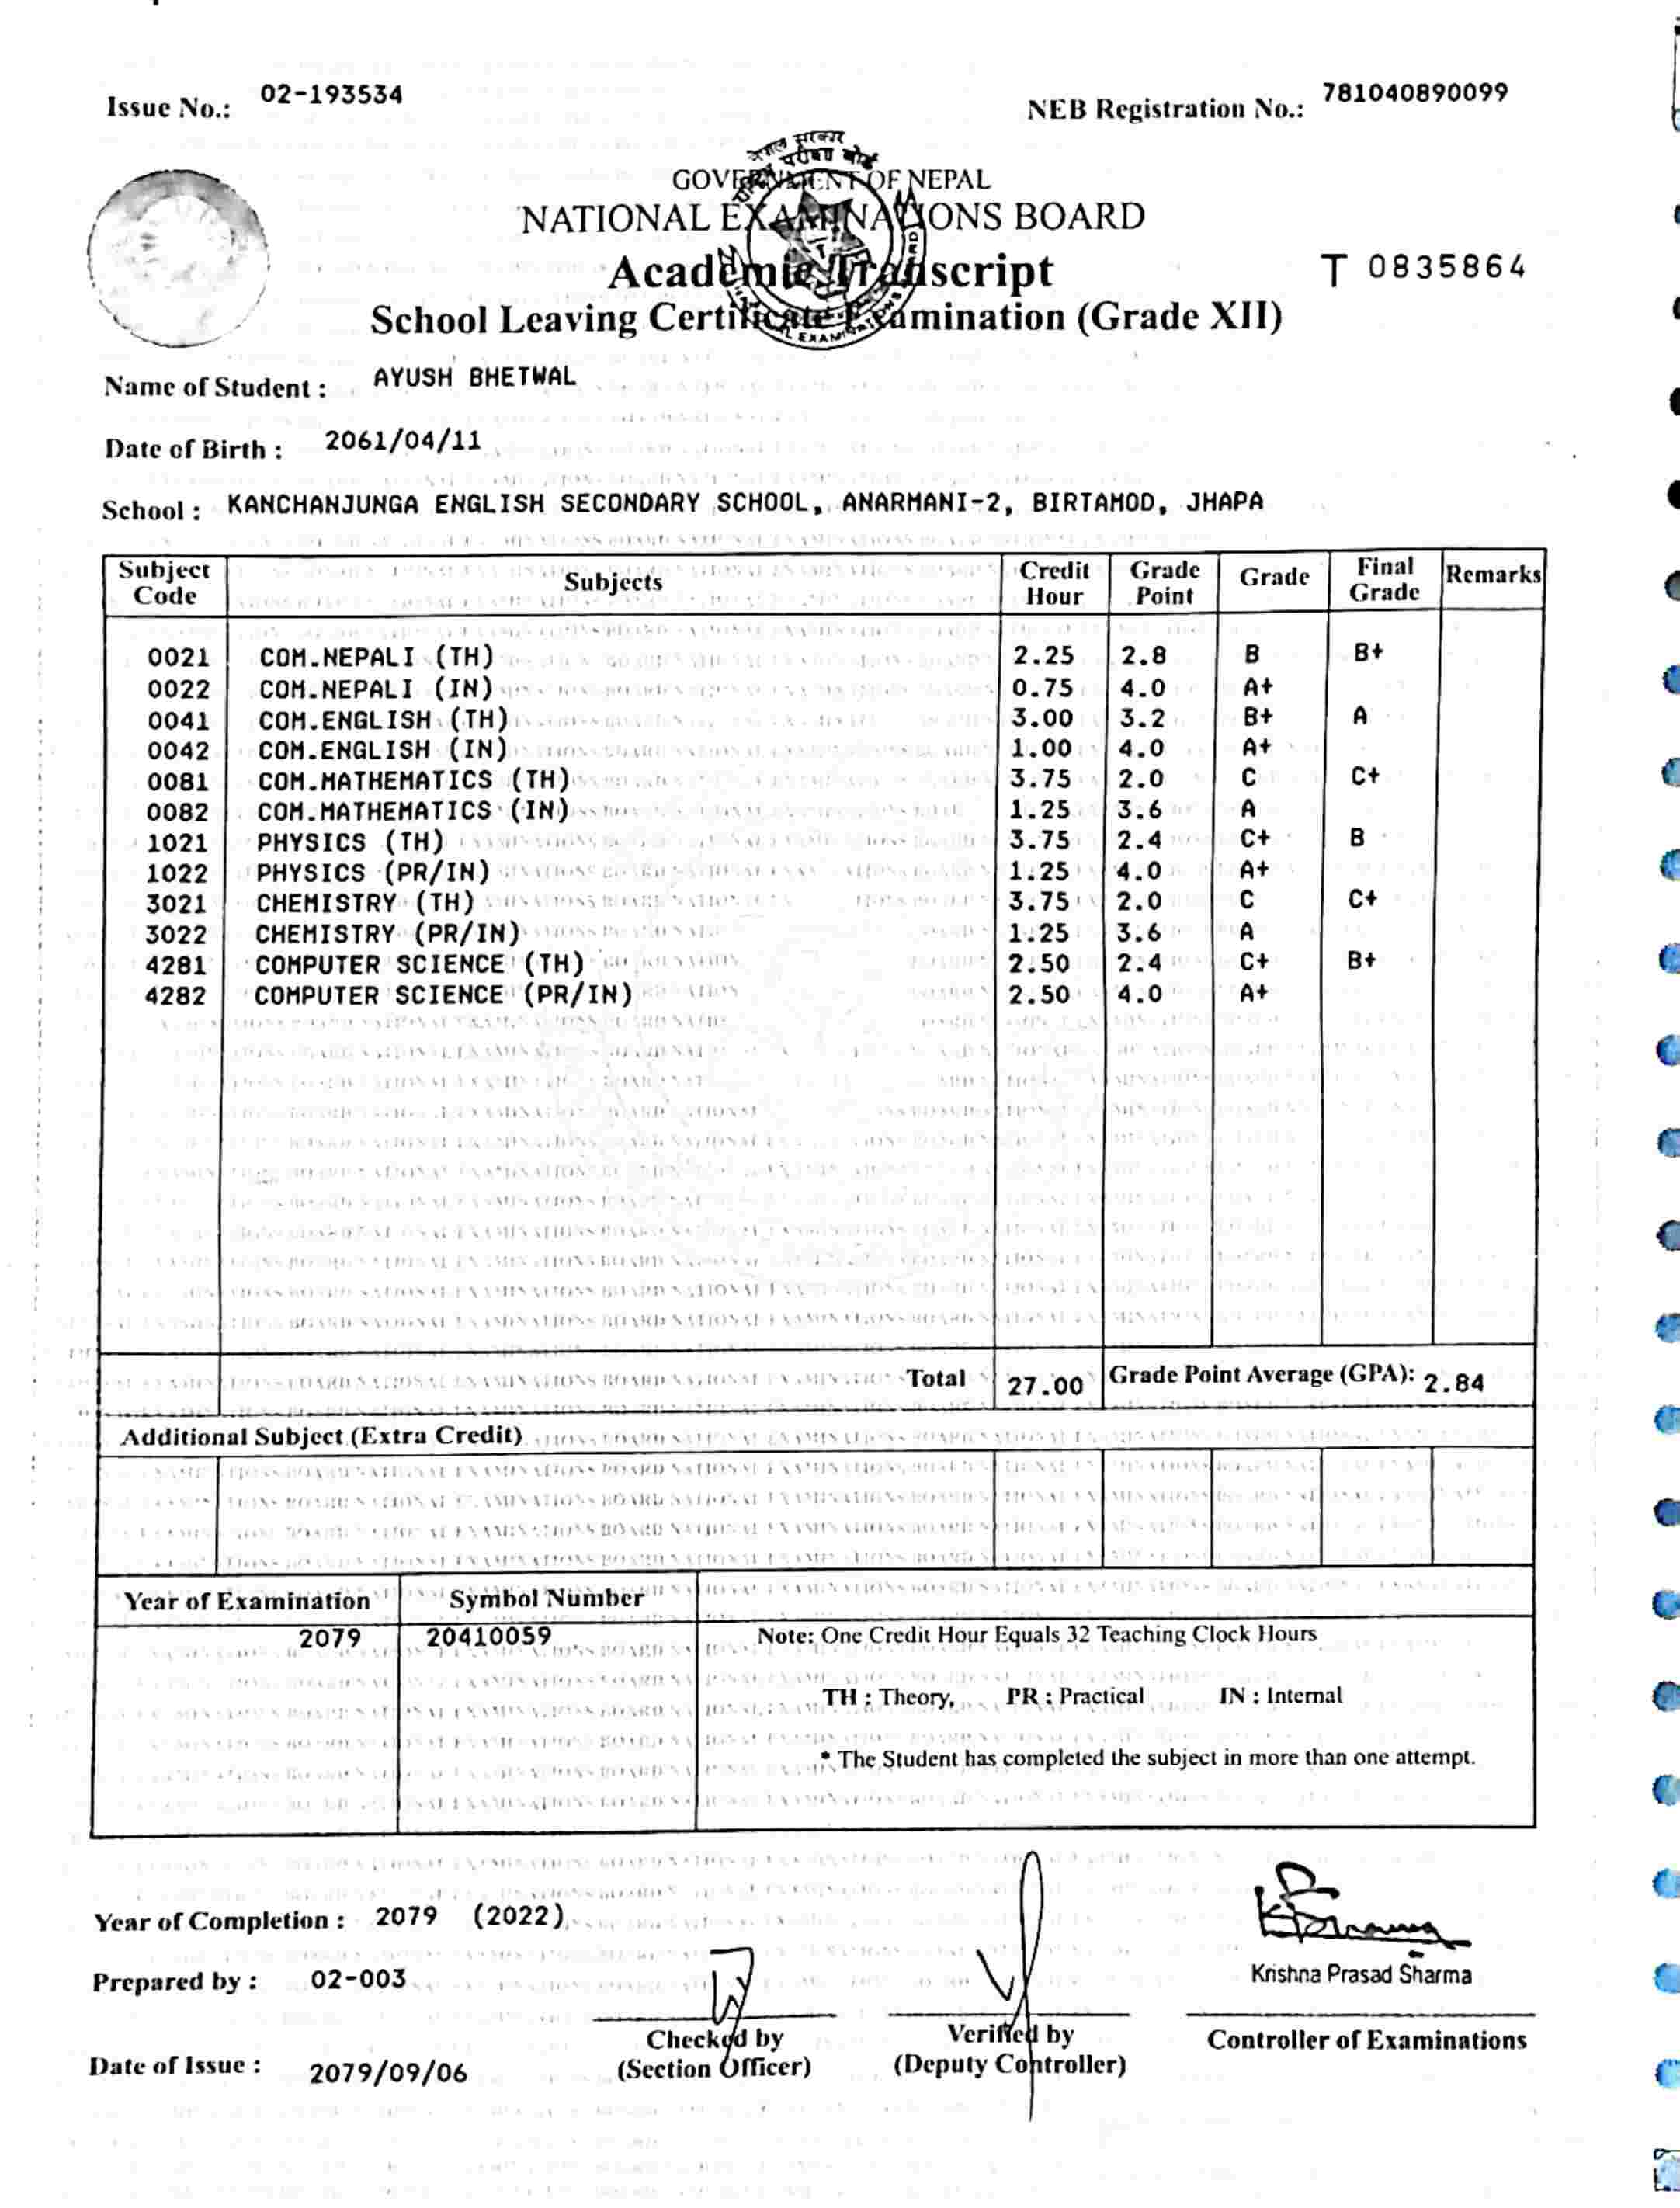 Issue No.: 02-193534
NEB Registration No.: 781040890099
नेपाल सरकार
GOVERNMENT OF NEPAL
NATIONAL EXAMINATIONS BOARD
Academic Transcript
T 0835864
School Leaving Certificate Examination (Grade XII)
Name of Student : AYUSH BHETWAL
Date of Birth : 2061/04/11
School : KANCHANJUNGA ENGLISH SECONDARY SCHOOL, ANARMANI-2, BIRTAMOD, JHAPA
Subject Code Subjects Credit Hour Grade Point Grade Final Grade Remarks
0021 COM.NEPALI (TH) 2.25 2.8 B B+
0022 COM.NEPALI (IN) 0.75 4.0 A+
0041 COM.ENGLISH (TH) 3.00 3.2 B+ A
0042 COM.ENGLISH (IN) 1.00 4.0 A+
0081 COM.MATHEMATICS (TH) 3.75 2.0 C C+
0082 COM.MATHEMATICS (IN) 1.25 3.6 A
1021 PHYSICS (TH) 3.75 2.4 C+ B
1022 PHYSICS (PR/IN) 1.25 4.0 A+
3021 CHEMISTRY (TH) 3.75 2.0 C C+
3022 CHEMISTRY (PR/IN) 1.25 3.6 A
4281 COMPUTER SCIENCE (TH) 2.50 2.4 C+ B+
4282 COMPUTER SCIENCE (PR/IN) 2.50 4.0 A+
Total 27.00 Grade Point Average (GPA): 2.84
Additional Subject (Extra Credit)
Year of Examination Symbol Number
2079 20410059 Note: One Credit Hour Equals 32 Teaching Clock Hours
TH : Theory, PR : Practical IN : Internal
* The Student has completed the subject in more than one attempt.
Year of Completion : 2079 (2022)
Prepared by : 02-003
Krishna Prasad Sharma
Checked by
(Section Officer)
Verified by
(Deputy Controller)
Controller of Examinations
Date of Issue : 2079/09/06